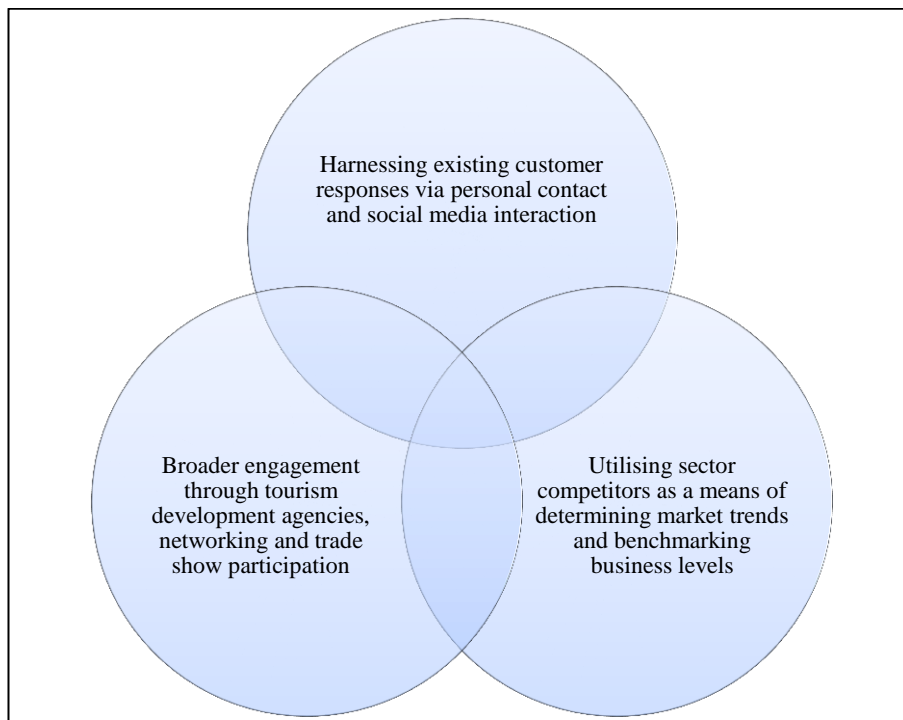 Harnessing existing customer
responses via personal contact
and social media interaction
Broader engagement
through tourism
development agencies,
networking and trade
show participation
Utilising sector
competitors as a means of
determining market trends
and benchmarking
business levels